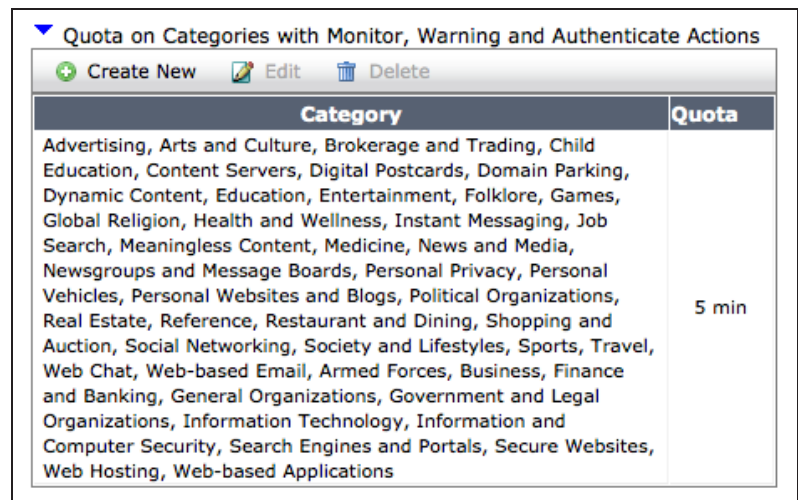 Quota on Categories with Monitor, Warning and Authenticate Actions
Create New Edit Delete
Category Quota
Advertising, Arts and Culture, Brokerage and Trading, Child
Education, Content Servers, Digital Postcards, Domain Parking,
Dynamic Content, Education, Entertainment, Folklore, Games,
Global Religion, Health and Wellness, Instant Messaging, Job
Search, Meaningless Content, Medicine, News and Media,
Newsgroups and Message Boards, Personal Privacy, Personal
Vehicles, Personal Websites and Blogs, Political Organizations,
Real Estate, Reference, Restaurant and Dining, Shopping and
Auction, Social Networking, Society and Lifestyles, Sports, Travel,
Web Chat, Web-based Email, Armed Forces, Business, Finance
and Banking, General Organizations, Government and Legal
Organizations, Information Technology, Information and
Computer Security, Search Engines and Portals, Secure Websites,
Web Hosting, Web-based Applications
5 min